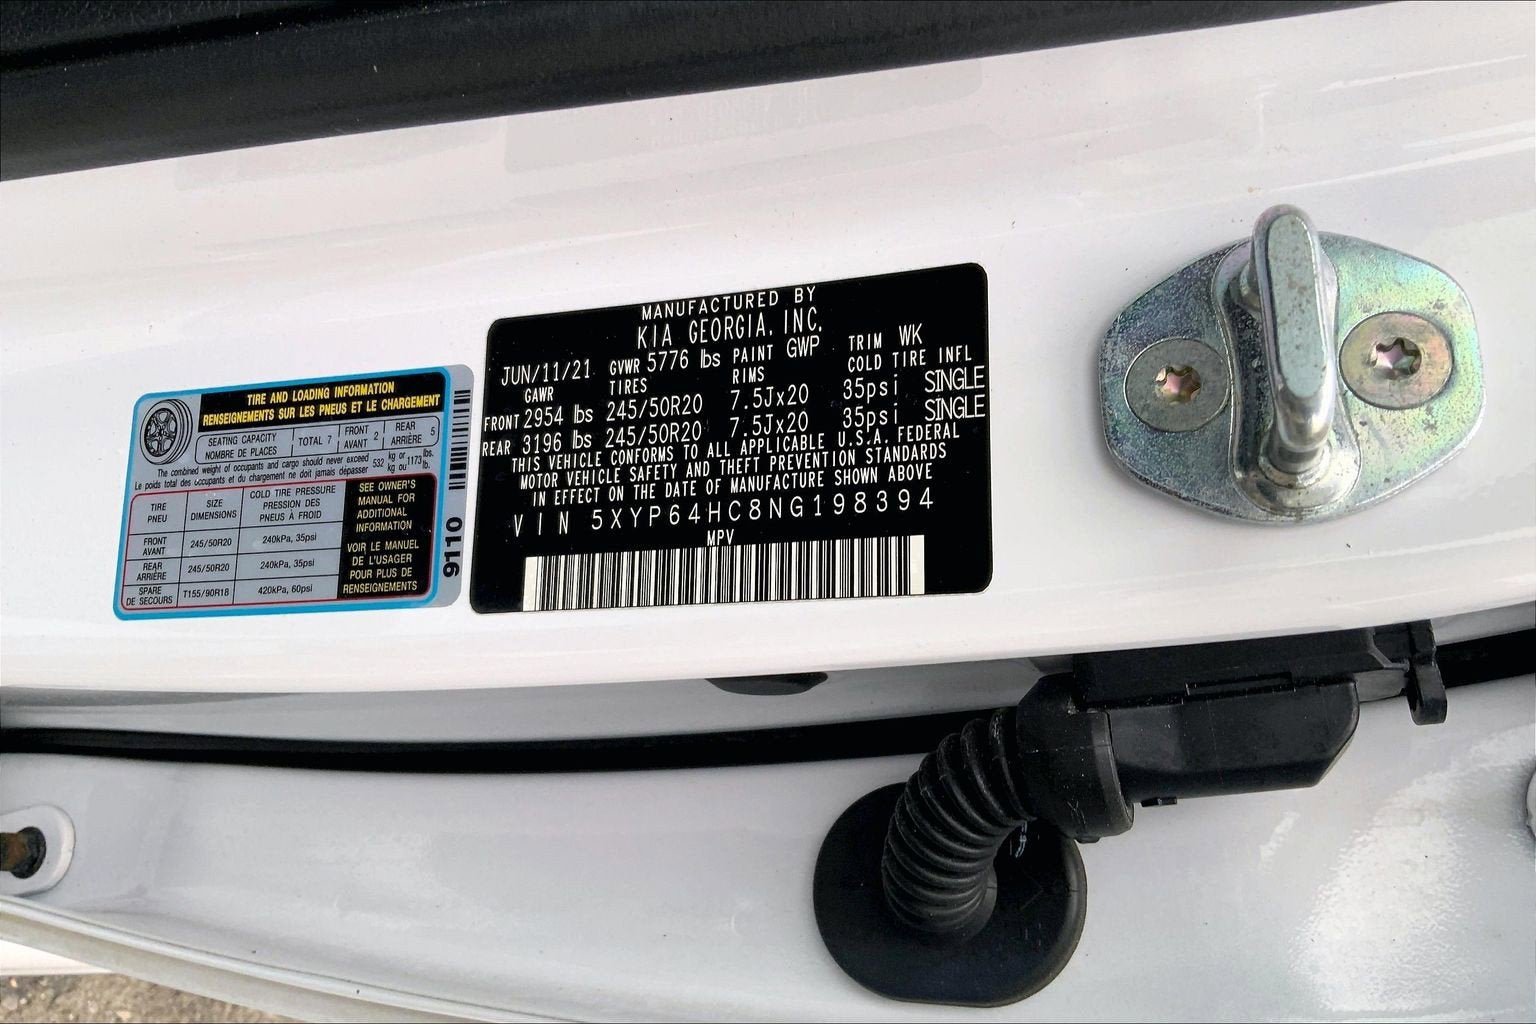 TIRE AND LOADING INFORMATION
RENSEIGNEMENTS SUR LES PNEUS ET LE CHARGEMENT
SEATING CAPACITY
NOMBRE DE PLACES
TOTAL 7
FRONT
AVANT 2
REAR
ARRIÈRE 5
The combined weight of occupants and cargo should never exceed 532 kg or 1173 lbs.
Le poids total des occupants et du chargement ne doit jamais dépasser kg ou lb.
TIRE
PNEU
SIZE
DIMENSIONS
COLD TIRE PRESSURE
PRESSION DES
PNEUS À FROID
FRONT
AVANT
245/50R20
240kPa, 35psi
REAR
ARRIÈRE
245/50R20
240kPa, 35psi
SPARE
DE SECOURS
T155/90R18
420kPa, 60psi
SEE OWNER'S
MANUAL FOR
ADDITIONAL
INFORMATION
VOIR LE MANUEL
DE L'USAGER
POUR PLUS DE
RENSEIGNEMENTS
9110
MANUFACTURED BY
KIA GEORGIA, INC.
JUN/11/21 GVWR 5776 lbs PAINT GWP TRIM WK
GAWR TIRES RIMS COLD TIRE INFL
FRONT 2954 lbs 245/50R20 7.5Jx20 35psi SINGLE
REAR 3196 lbs 245/50R20 7.5Jx20 35psi SINGLE
THIS VEHICLE CONFORMS TO ALL APPLICABLE U.S.A. FEDERAL
MOTOR VEHICLE SAFETY AND THEFT PREVENTION STANDARDS
IN EFFECT ON THE DATE OF MANUFACTURE SHOWN ABOVE
VIN 5XYP64HC8NG198394
MPV